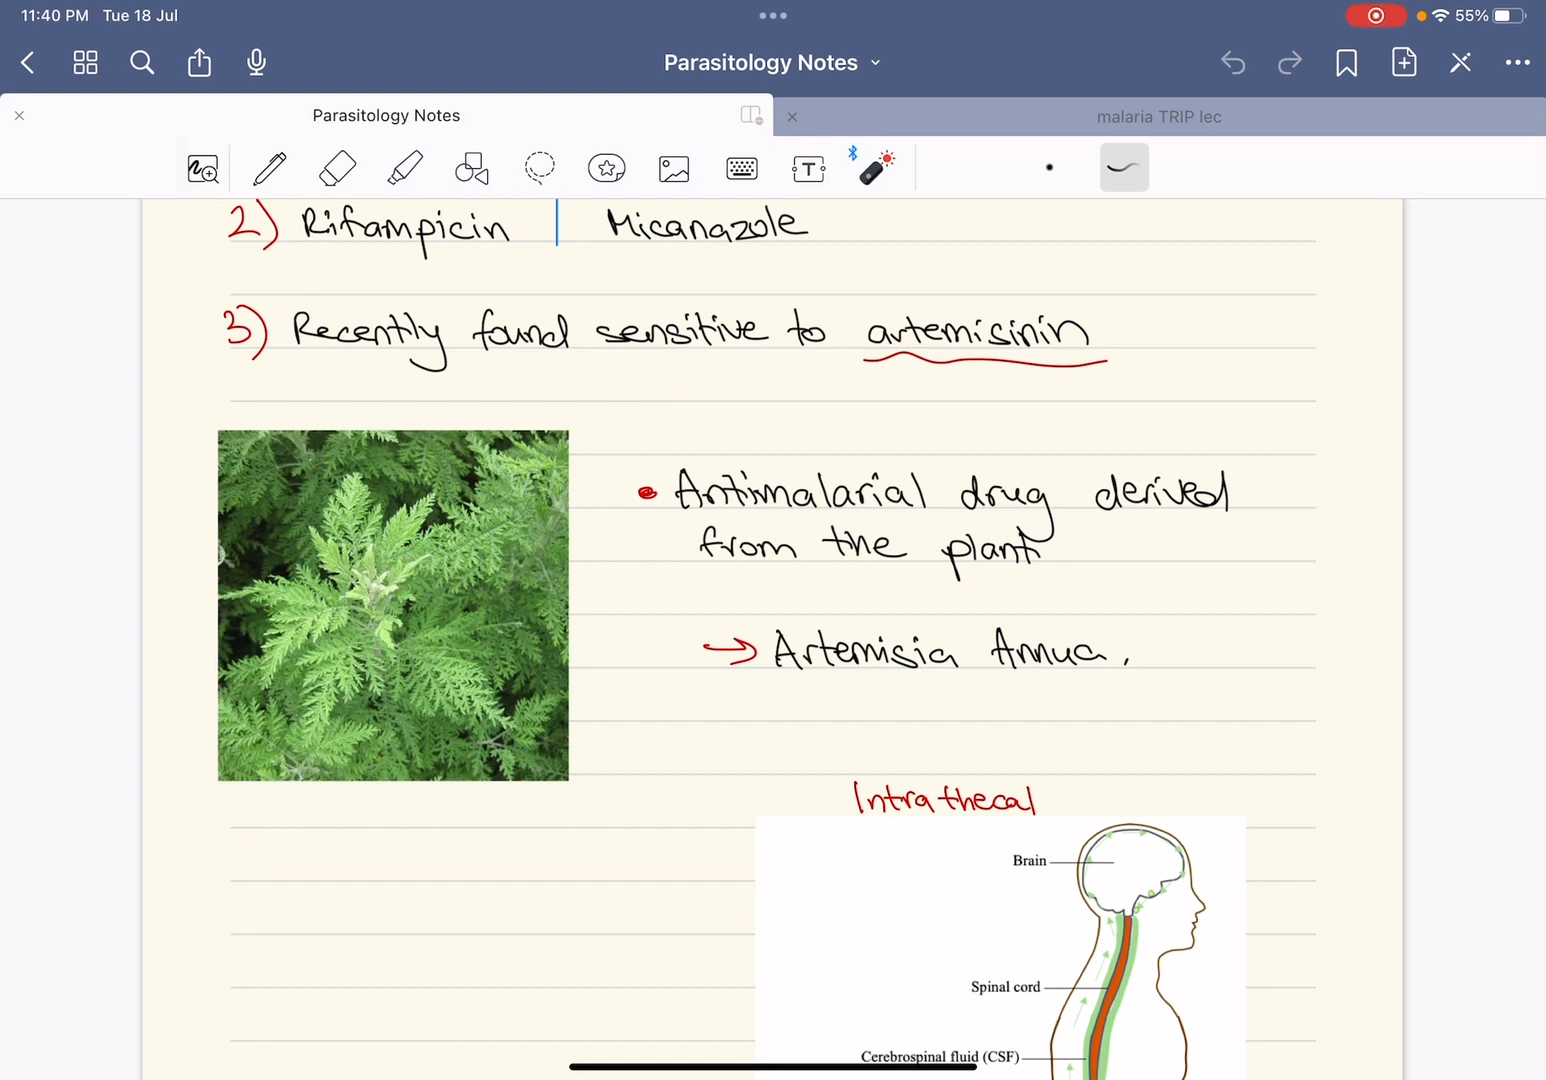 11:40 PM Tue 18 Jul
55%
Parasitology Notes
Parasitology Notes
malaria TRIP lec
T
2) Rifampicin | Micanazole
3) Recently found sensitive to artemisinin
• Antimalarial drug derived
from the plant
→ Artemisia Annua.
Intrathecal
Brain
Spinal cord
Cerebrospinal fluid (CSF)